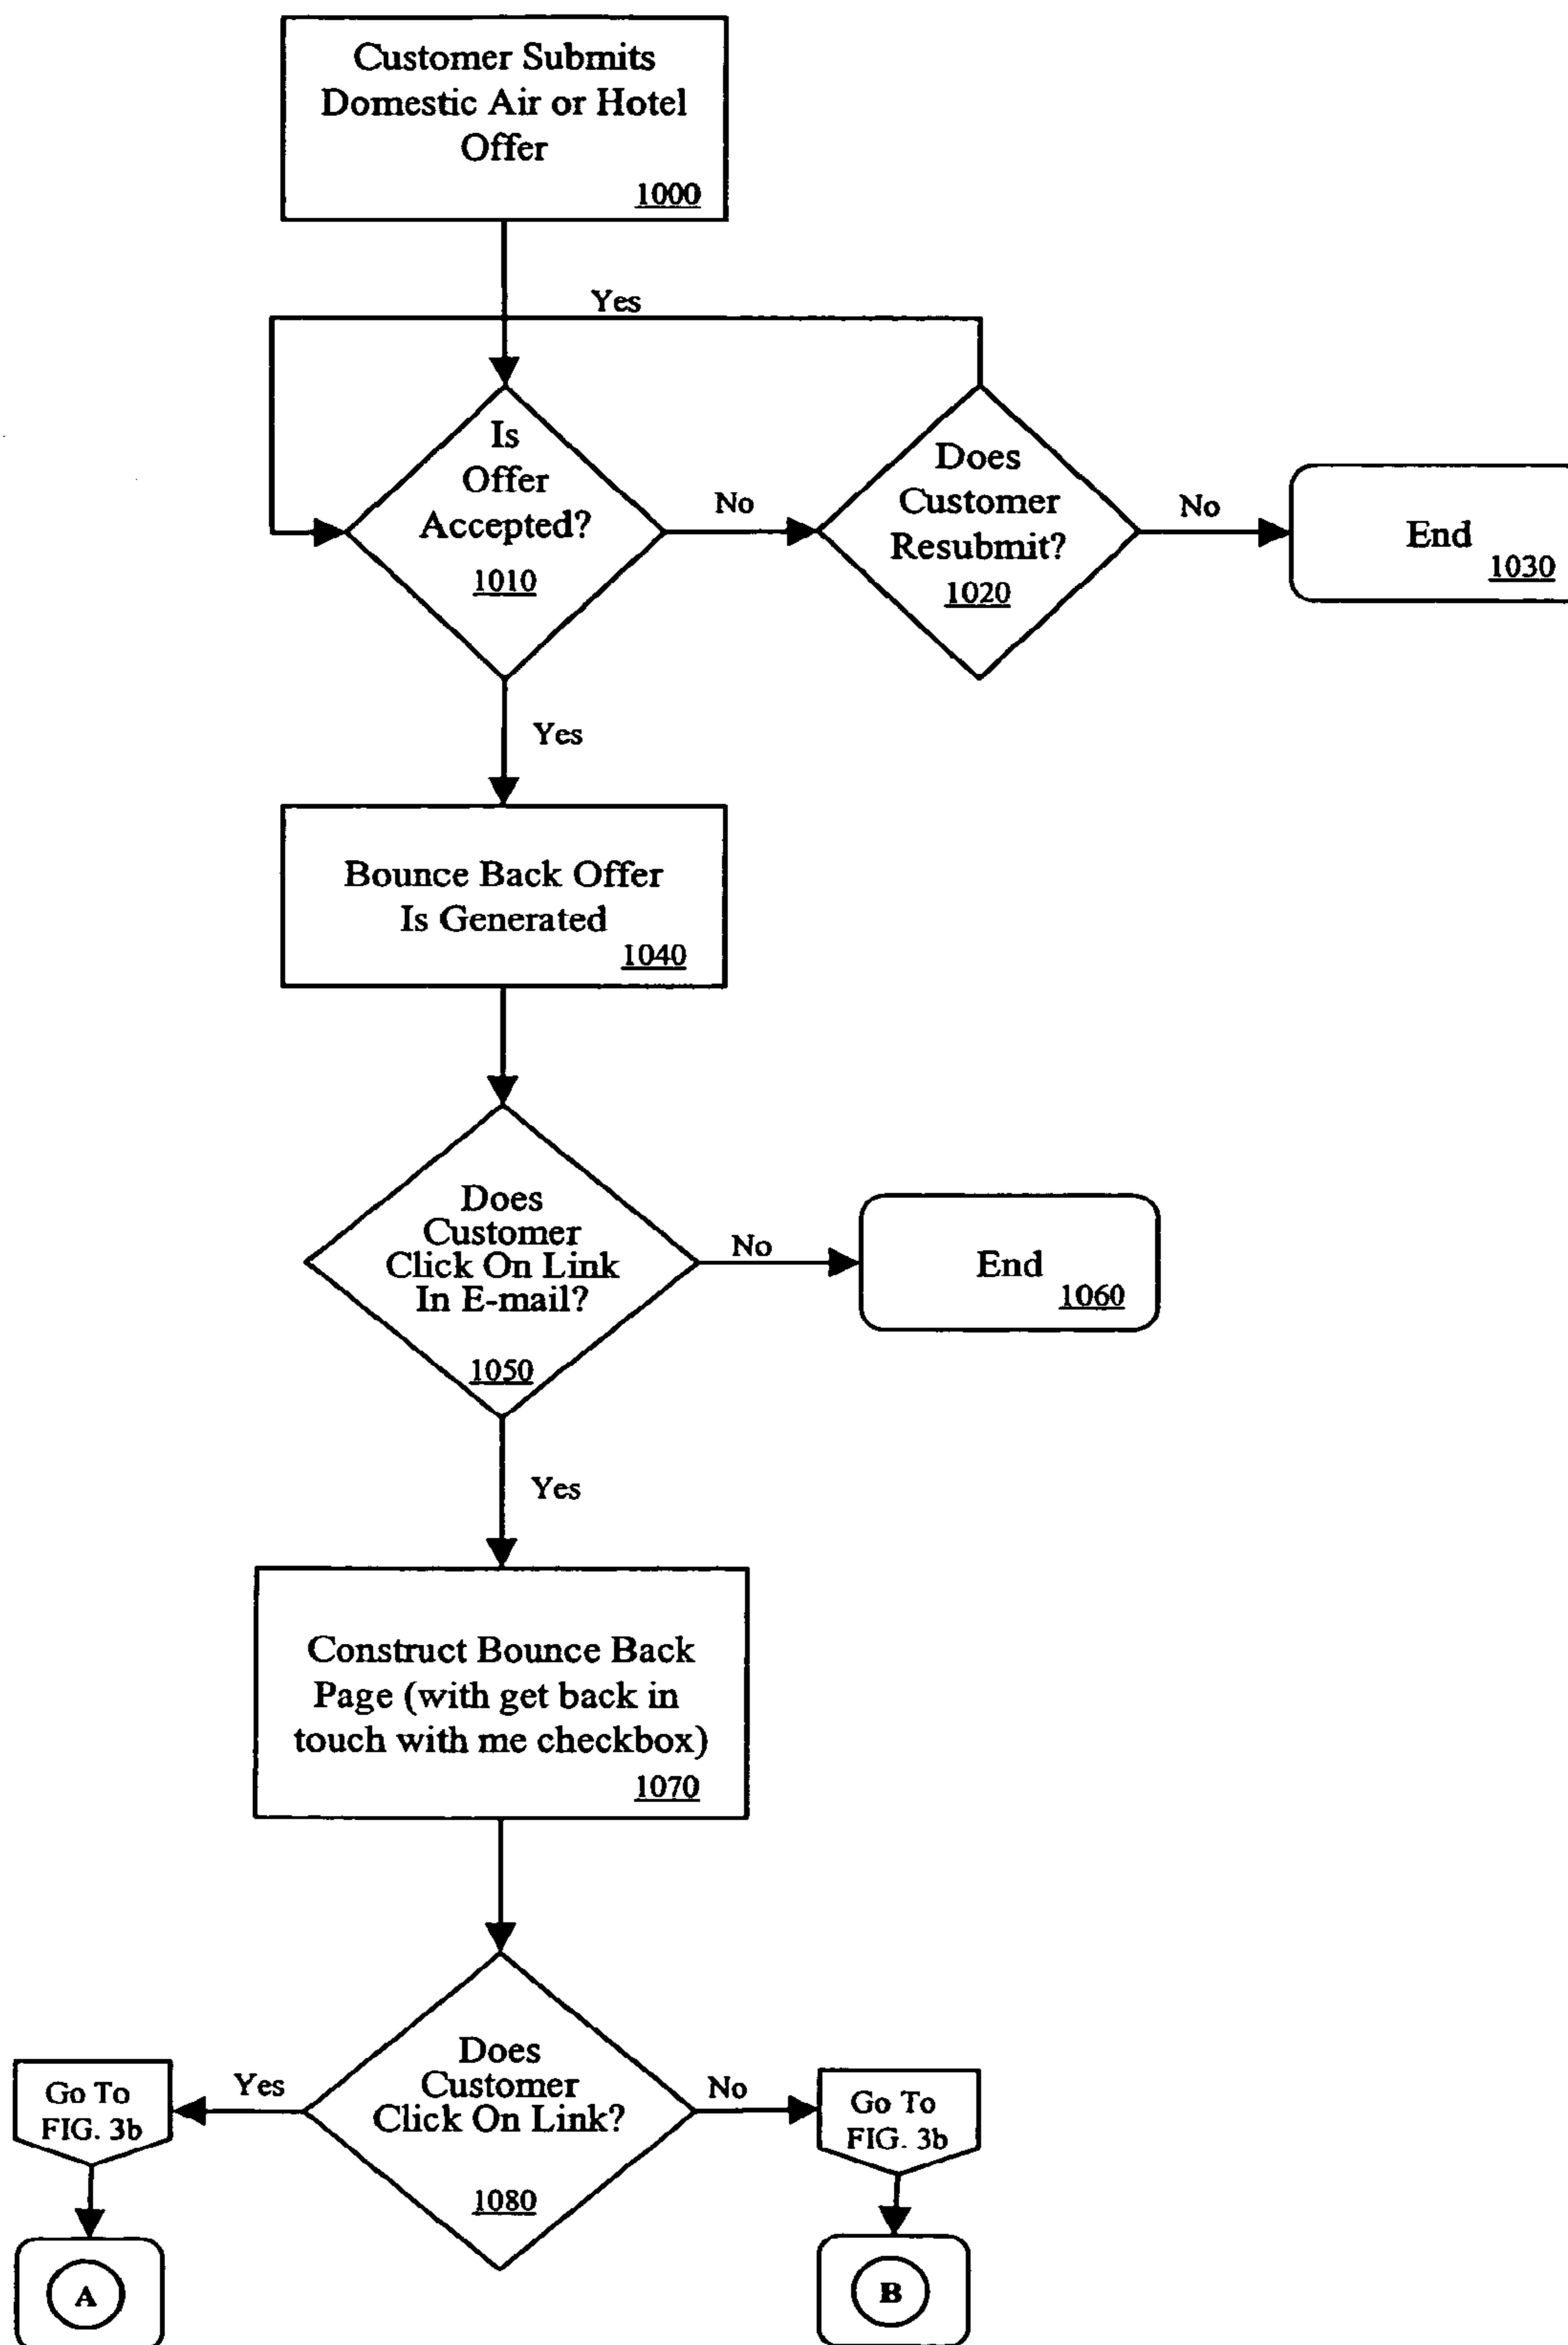 Customer Submits
Domestic Air or Hotel
Offer
1000
Yes
Is
Offer
Accepted?
1010
No
Does
Customer
Resubmit?
1020
No
End
1030
Yes
Bounce Back Offer
Is Generated
1040
Does
Customer
Click On Link
In E-mail?
1050
No
End
1060
Yes
Construct Bounce Back
Page (with get back in
touch with me checkbox)
1070
Does
Customer
Click On Link?
1080
Yes
Go To
FIG. 3b
A
No
Go To
FIG. 3b
B